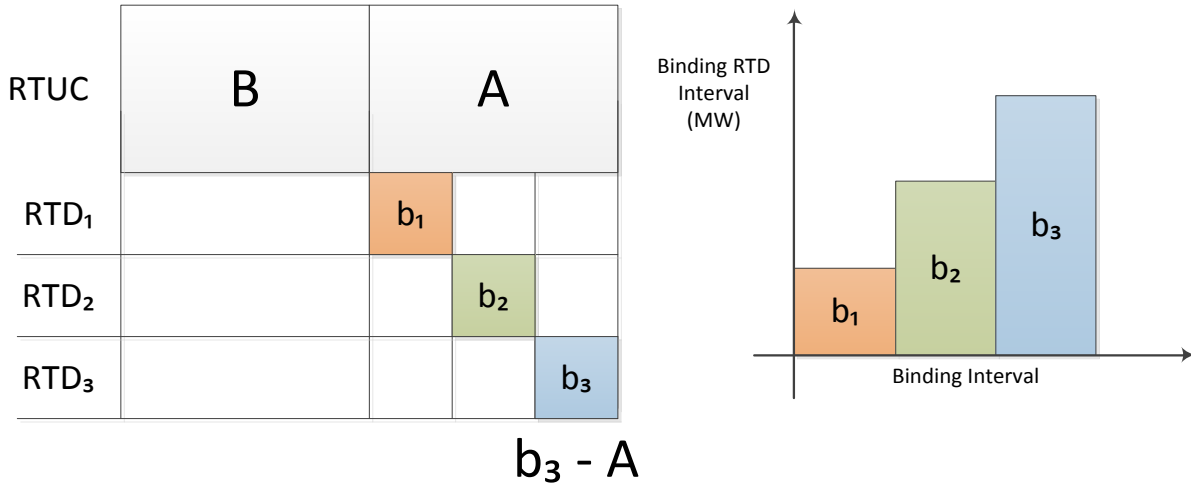 RTUC
B
A
RTD₁
b₁
RTD₂
b₂
RTD₃
b₃
b₃ - A
Binding RTD
Interval
(MW)
b₁
b₂
b₃
Binding Interval